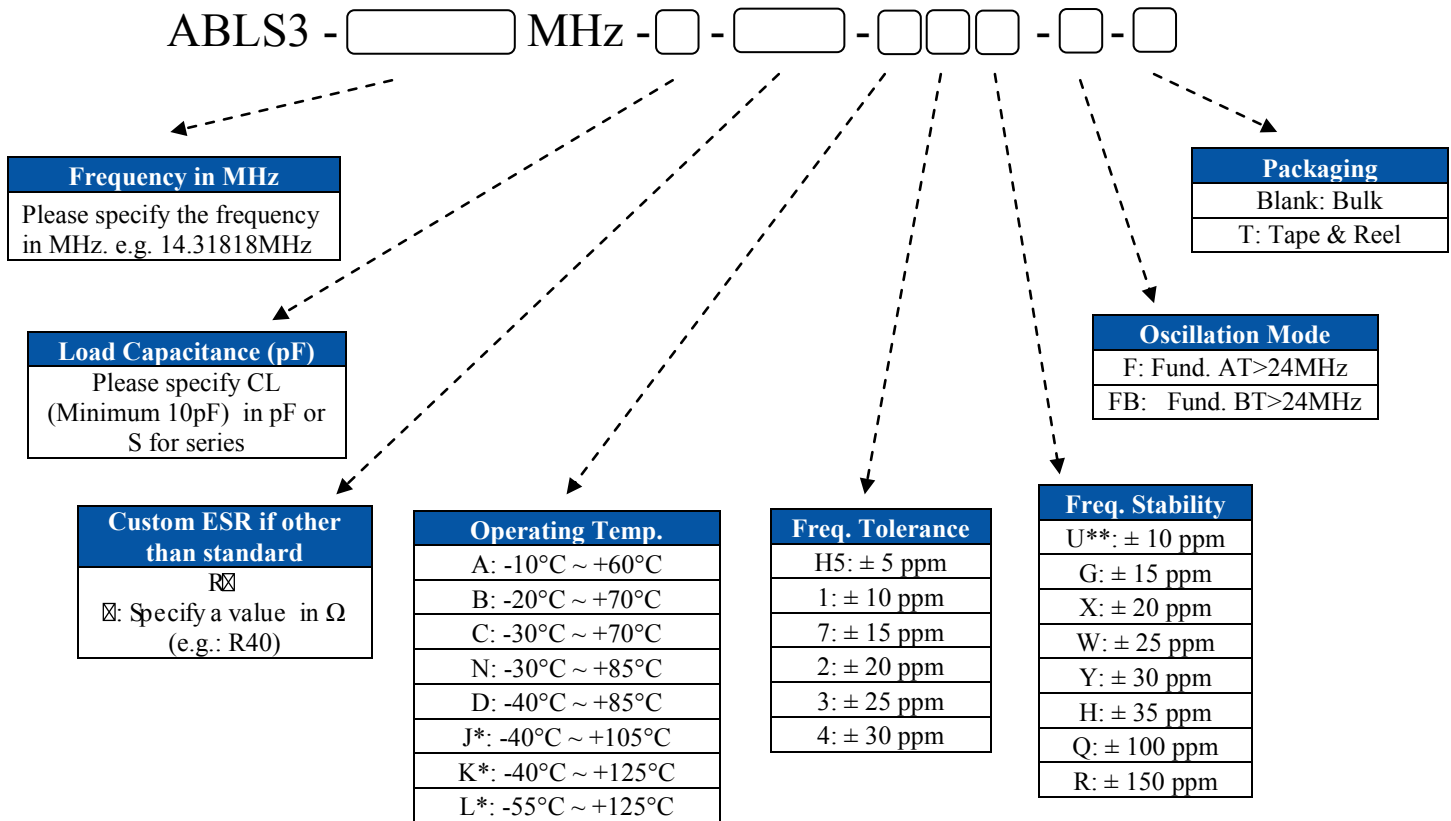 ABLS3 - MHz - - - - -
Frequency in MHz
Please specify the frequency
in MHz. e.g. 14.31818MHz
Packaging
Blank: Bulk
T: Tape & Reel
Load Capacitance (pF)
Please specify CL
(Minimum 10pF) in pF or
S for series
Oscillation Mode
F: Fund. AT>24MHz
FB: Fund. BT>24MHz
Custom ESR if other
than standard
R☒
☒: Specify a value in Ω
(e.g.: R40)
Operating Temp.
A: -10°C ~ +60°C
B: -20°C ~ +70°C
C: -30°C ~ +70°C
N: -30°C ~ +85°C
D: -40°C ~ +85°C
J*: -40°C ~ +105°C
K*: -40°C ~ +125°C
L*: -55°C ~ +125°C
Freq. Tolerance
H5: ± 5 ppm
1: ± 10 ppm
7: ± 15 ppm
2: ± 20 ppm
3: ± 25 ppm
4: ± 30 ppm
Freq. Stability
U**: ± 10 ppm
G: ± 15 ppm
X: ± 20 ppm
W: ± 25 ppm
Y: ± 30 ppm
H: ± 35 ppm
Q: ± 100 ppm
R: ± 150 ppm